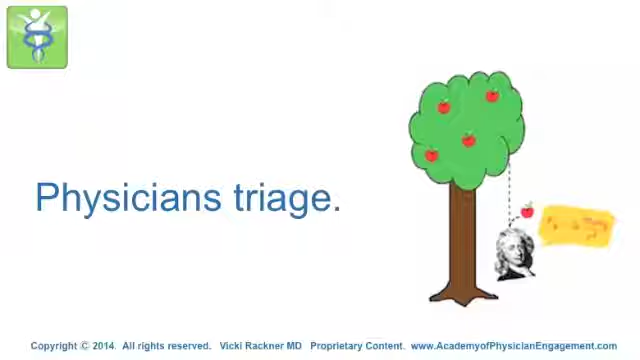 Physicians triage.
Copyright © 2014. All rights reserved. Vicki Rackner MD Proprietary Content. www.AcademyofPhysicianEngagement.com